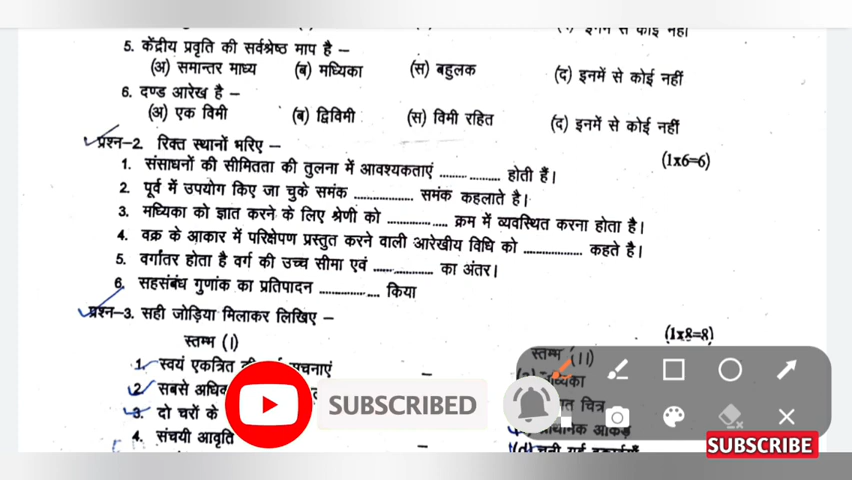 इनमें से कोई नहीं
5. केंद्रीय प्रवृति की सर्वश्रेष्ठ माप है –
(अ) समान्तर माध्य (ब) मध्यिका (स) बहुलक (द) इनमें से कोई नहीं
6. दण्ड आरेख है –
(अ) एक विमी (ब) द्विविमी (स) विमी रहित (द) इनमें से कोई नहीं
प्रश्न-2. रिक्त स्थानों भरिए – (1x6=6)
1. संसाधनों की सीमितता की तुलना में आवश्यकताएं ......... .......... होती हैं।
2. पूर्व में उपयोग किए जा चुके समंक .................. समंक कहलाते है।
3. मध्यिका को ज्ञात करने के लिए श्रेणी को ............ ..... क्रम में व्यवस्थित करना होता है।
4. वक्र के आकार में परिक्षेपण प्रस्तुत करने वाली आरेखीय विधि को .................. कहते है।
5. वर्गांतर होता है वर्ग की उच्च सीमा एवं ...... ............ का अंतर।
6. सहसंबंध गुणांक का प्रतिपादन ............... .... किया
प्रश्न-3. सही जोड़िया मिलाकर लिखिए – (1x8=8)
स्तम्भ (I) स्तम्भ (II)
1. स्वयं एकत्रित की सूचनाएं –
2. सबसे अधिक
3. दो चरों के चित्र
4. संचयी आवृति – (d)
SUBSCRIBED
SUBSCRIBE